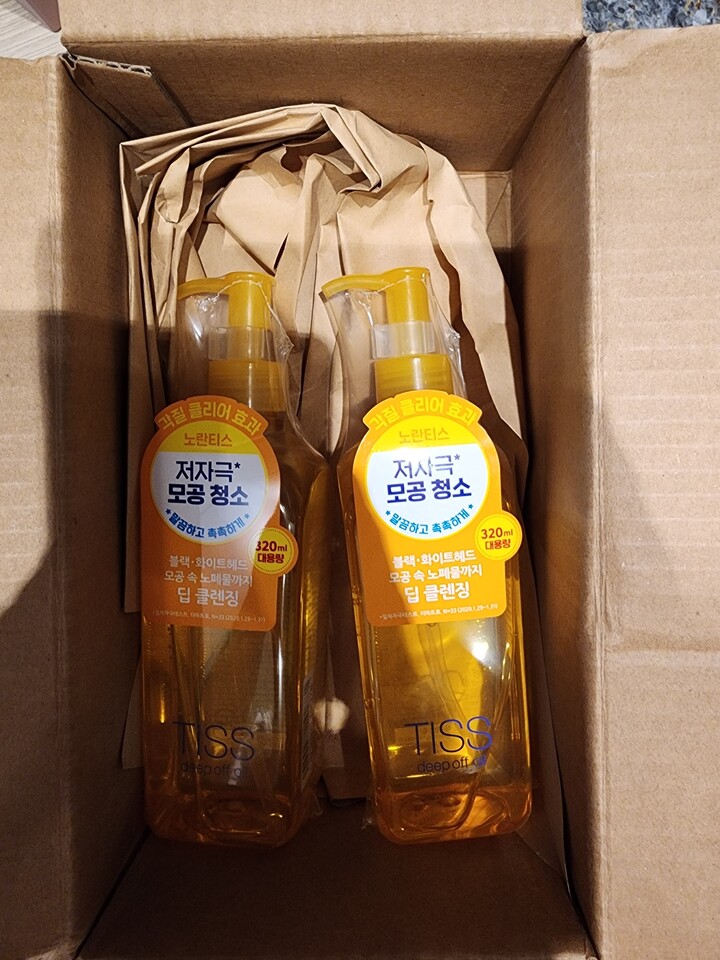 각질 클리어 효과
노란티스
저자극*
모공 청소
*말끔하고 촉촉하게*
320ml
대용량
블랙·화이트헤드
모공 속 노폐물까지
딥 클렌징
TISS
deep off oil
각질 클리어 효과
노란티스
저자극*
모공 청소
*말끔하고 촉촉하게*
320ml
대용량
블랙·화이트헤드
모공 속 노폐물까지
딥 클렌징
TISS
deep off oil